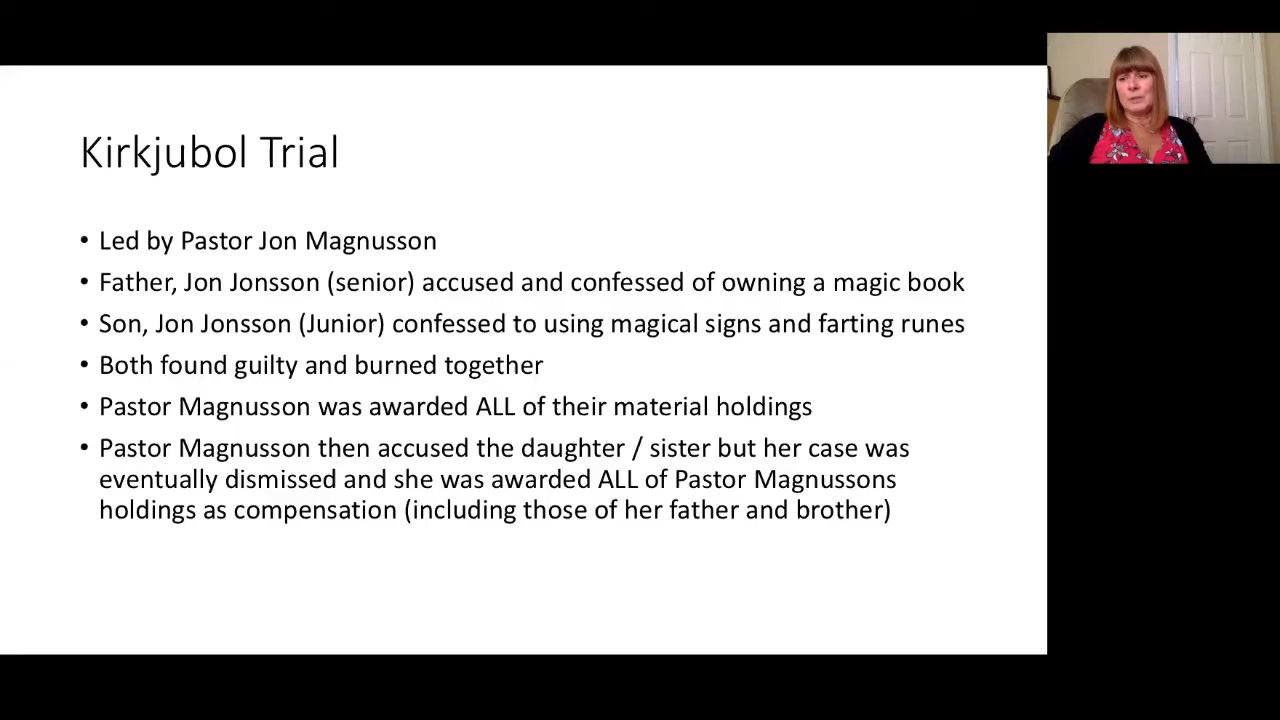 Kirkjubol Trial
• Led by Pastor Jon Magnusson
• Father, Jon Jonsson (senior) accused and confessed of owning a magic book
• Son, Jon Jonsson (Junior) confessed to using magical signs and farting runes
• Both found guilty and burned together
• Pastor Magnusson was awarded ALL of their material holdings
• Pastor Magnusson then accused the daughter / sister but her case was
eventually dismissed and she was awarded ALL of Pastor Magnussons
holdings as compensation (including those of her father and brother)